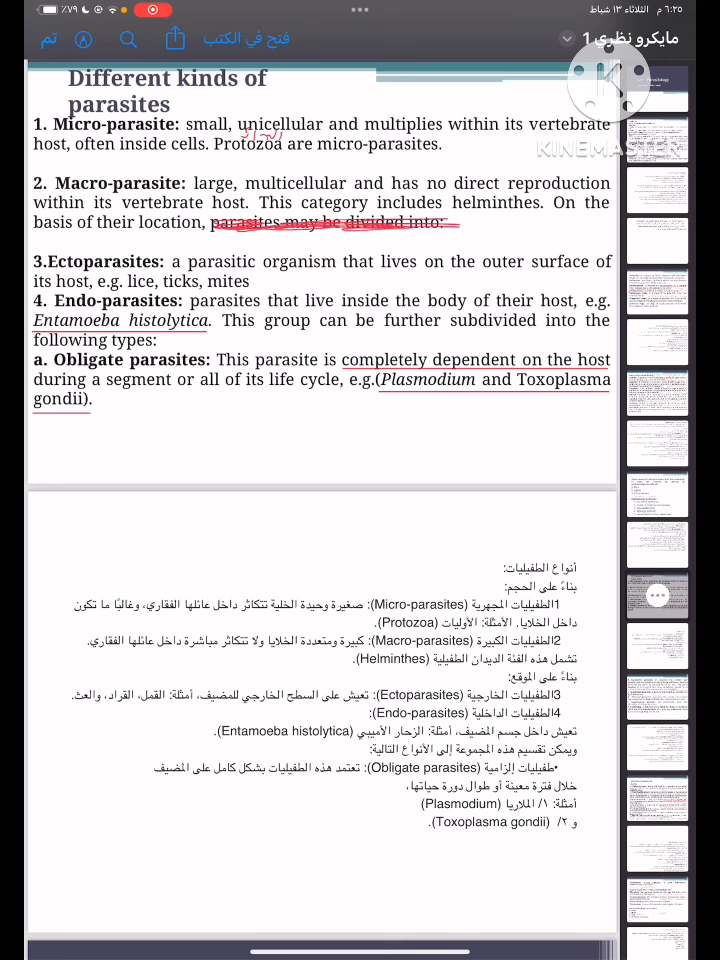 ٦:٢٥ م الثلاثاء ١٣ شباط
٪٧٩
مايكرو نظري 1
فتح في الكتب
تم
KINEMASTER
Different kinds of
parasites
1. Micro-parasite: small, unicellular and multiplies within its vertebrate
host, often inside cells. Protozoa are micro-parasites.
2. Macro-parasite: large, multicellular and has no direct reproduction
within its vertebrate host. This category includes helminthes. On the
basis of their location, parasites may be divided into:
3.Ectoparasites: a parasitic organism that lives on the outer surface of
its host, e.g. lice, ticks, mites
4. Endo-parasites: parasites that live inside the body of their host, e.g.
Entamoeba histolytica. This group can be further subdivided into the
following types:
a. Obligate parasites: This parasite is completely dependent on the host
during a segment or all of its life cycle, e.g.(Plasmodium and Toxoplasma
gondii).
أنواع الطفيليات:
بناءً على الحجم:
1الطفيليات المجهرية (Micro-parasites): صغيرة وحيدة الخلية تتكاثر داخل عائلها الفقاري، وغالبًا ما تكون
داخل الخلايا. الأمثلة: الأوليات (Protozoa).
2الطفيليات الكبيرة (Macro-parasites): كبيرة ومتعددة الخلايا ولا تتكاثر مباشرة داخل عائلها الفقاري.
تشمل هذه الفئة الديدان الطفيلية (Helminthes).
بناءً على الموقع:
3الطفيليات الخارجية (Ectoparasites): تعيش على السطح الخارجي للمضيف، أمثلة: القمل، القراد، والعث.
4الطفيليات الداخلية (Endo-parasites):
تعيش داخل جسم المضيف، أمثلة: الزحار الأميبي (Entamoeba histolytica).
ويمكن تقسيم هذه المجموعة إلى الأنواع التالية:
•طفيليات إلزامية (Obligate parasites): تعتمد هذه الطفيليات بشكل كامل على المضيف
خلال فترة معينة أو طوال دورة حياتها،
أمثلة: ١/ الملاريا (Plasmodium)
و ٢/ (Toxoplasma gondii).